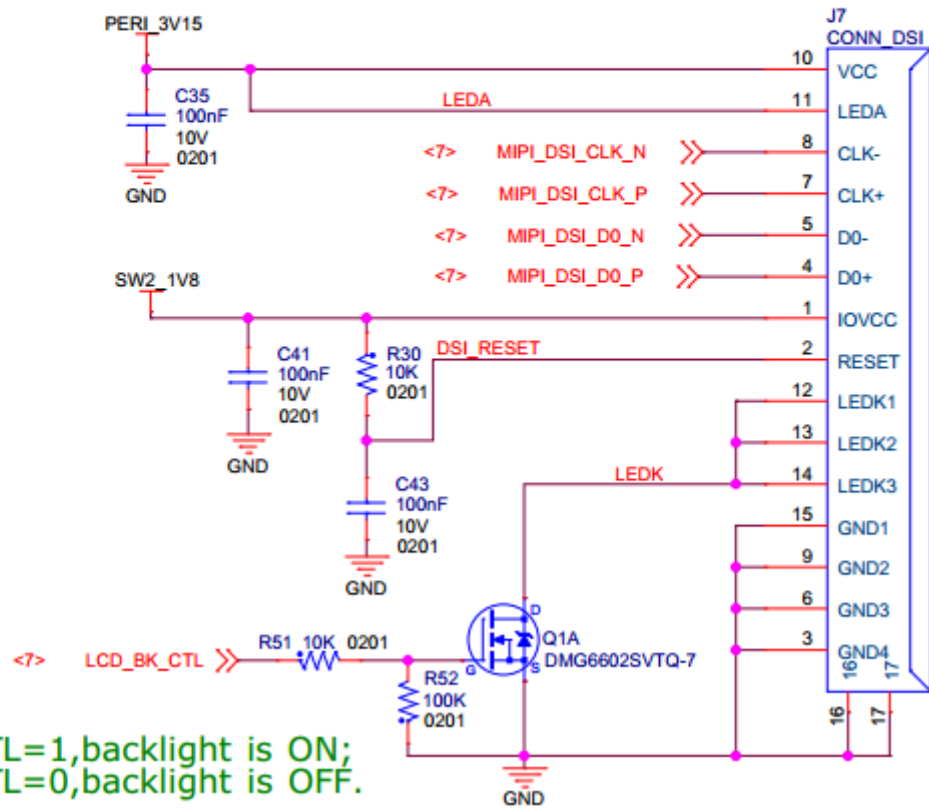 PERI_3V15
J7
CONN_DSI
C35
100nF
10V
0201
GND
LEDA
10
VCC
11
LEDA
<7> MIPI_DSI_CLK_N
8
CLK-
<7> MIPI_DSI_CLK_P
7
CLK+
<7> MIPI_DSI_D0_N
5
D0-
<7> MIPI_DSI_D0_P
4
D0+
SW2_1V8
1
IOVCC
C41
100nF
10V
0201
GND
R30
10K
0201
DSI_RESET
2
RESET
12
LEDK1
13
LEDK2
C43
100nF
10V
0201
GND
LEDK
14
LEDK3
15
GND1
9
GND2
6
GND3
3
GND4
16
17
16
17
<7> LCD_BK_CTL
R51 10K 0201
R52
100K
0201
D
G
S
Q1A
DMG6602SVTQ-7
TL=1,backlight is ON;
TL=0,backlight is OFF.
GND